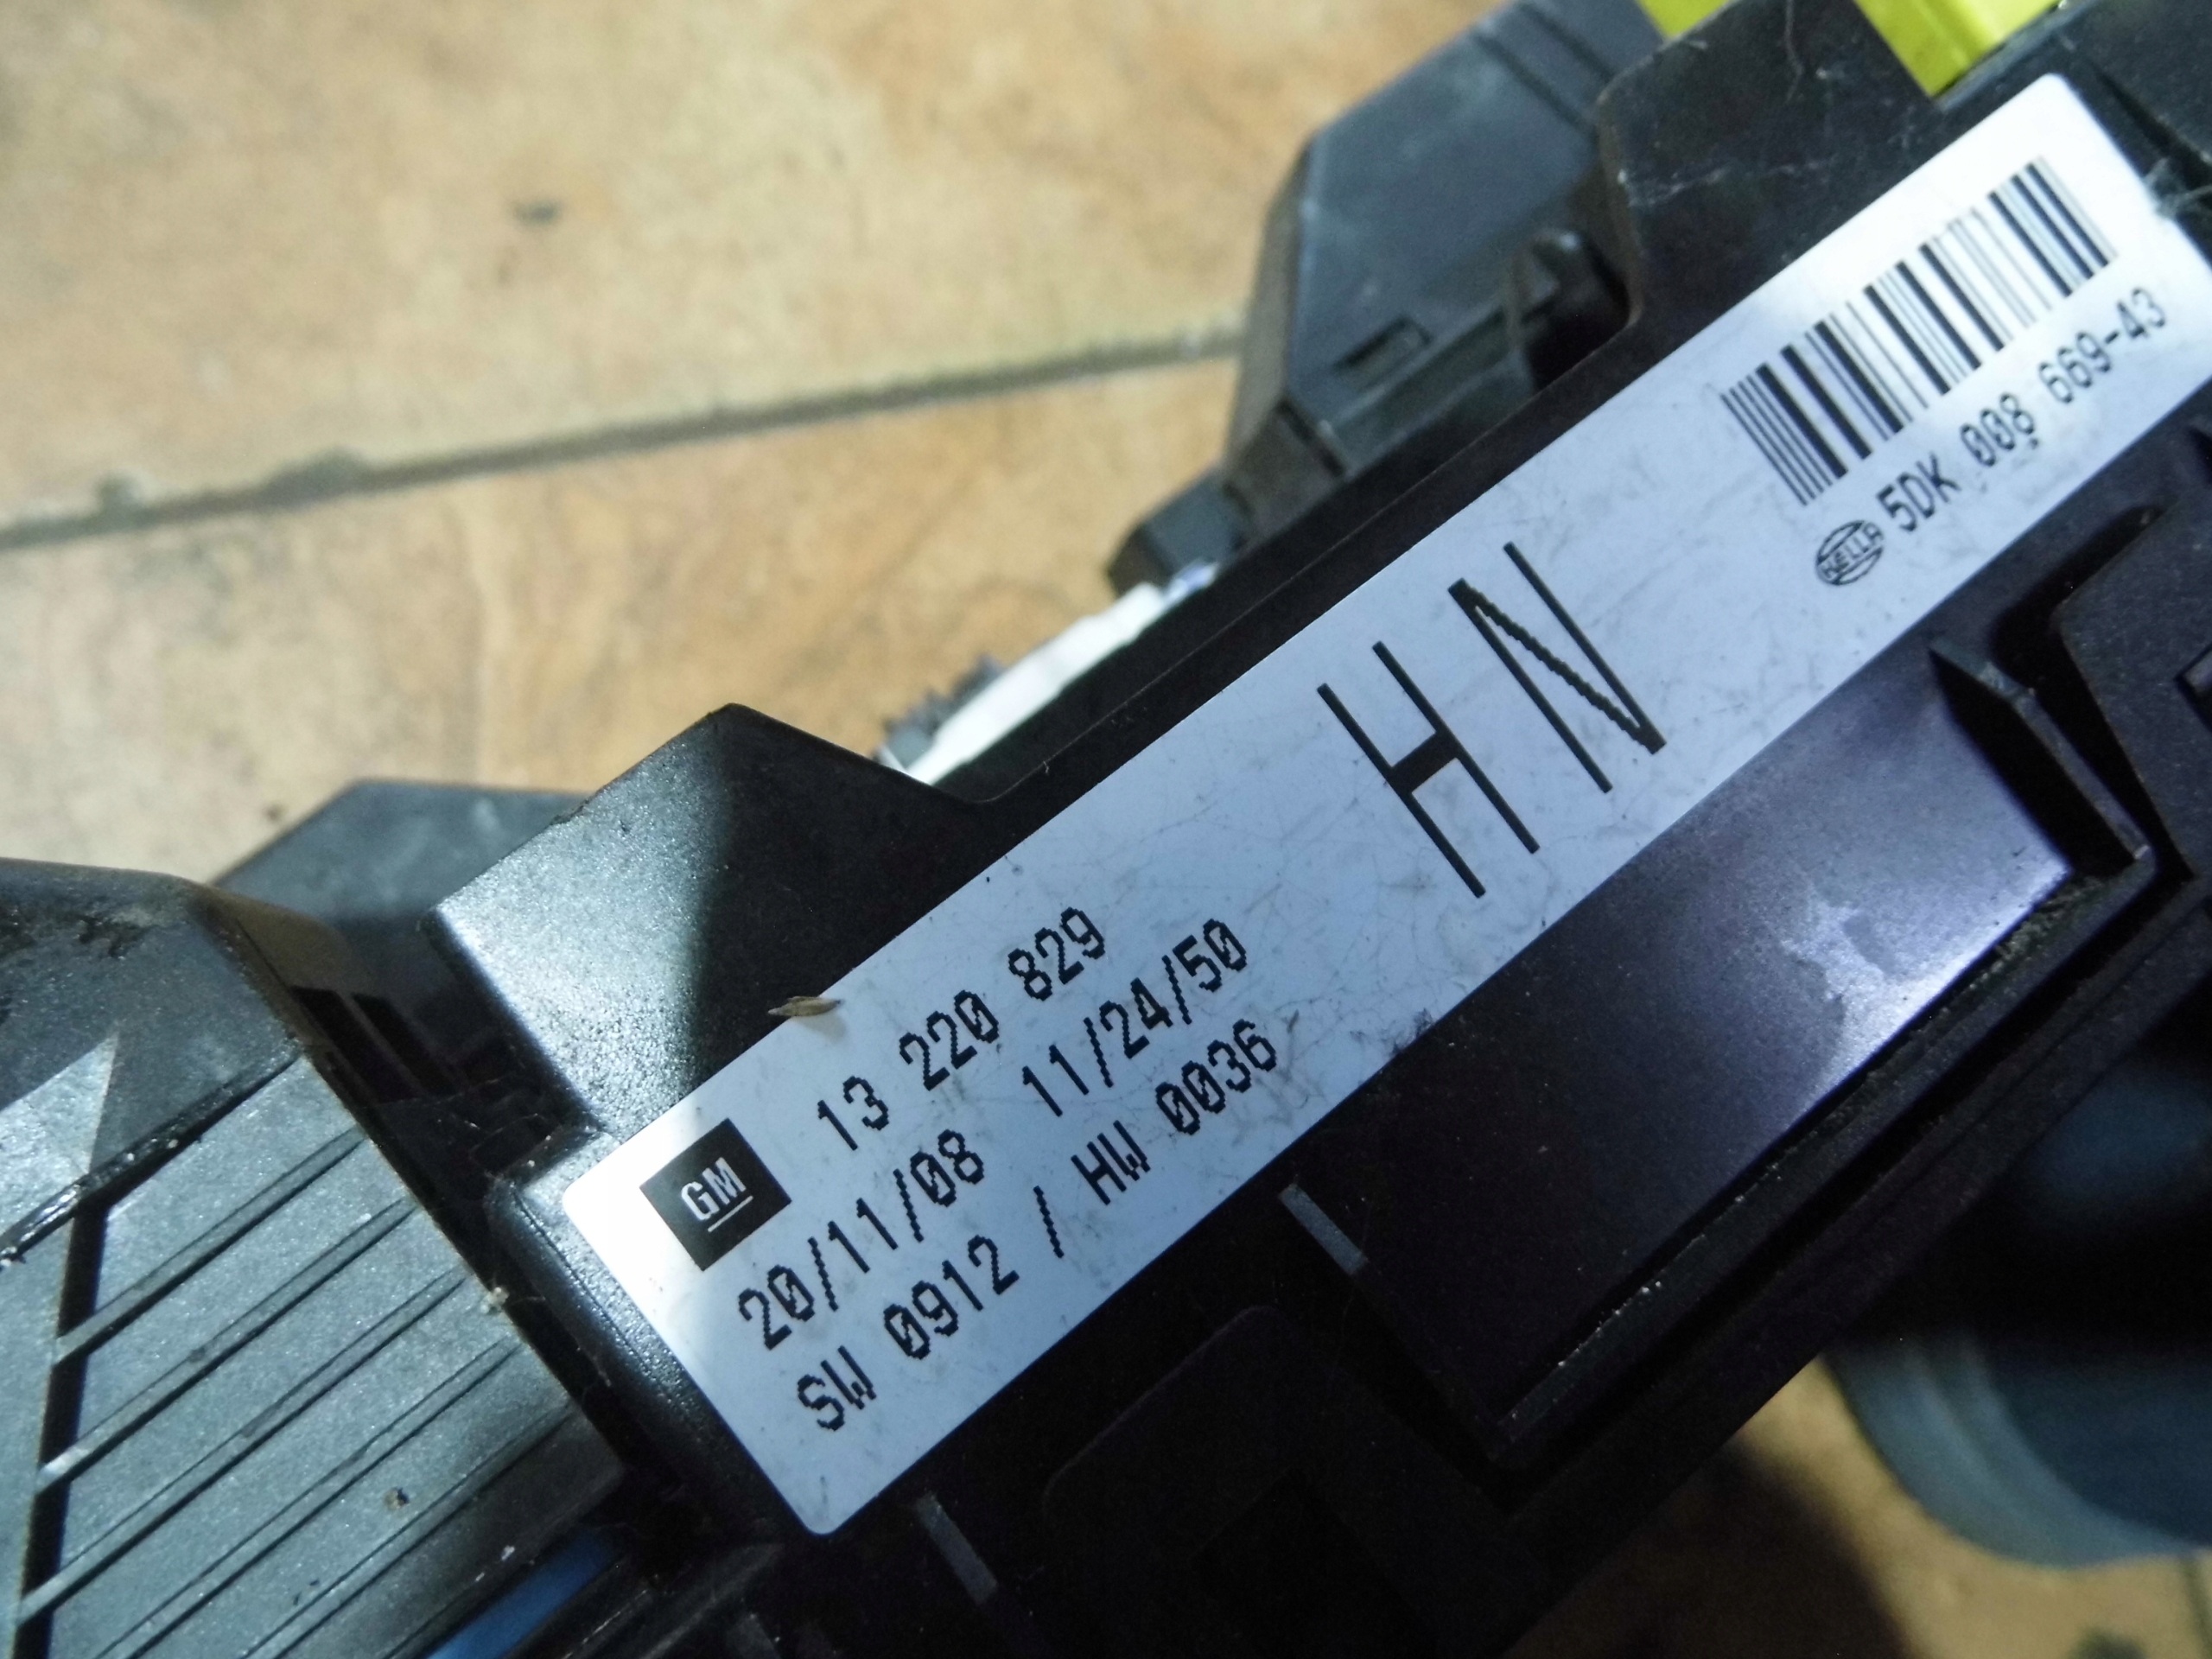 GM 13 220 829
20/11/08 11/24/50
SW 0912 / HW 0036
HN
HELLA 5DK 008 669-43